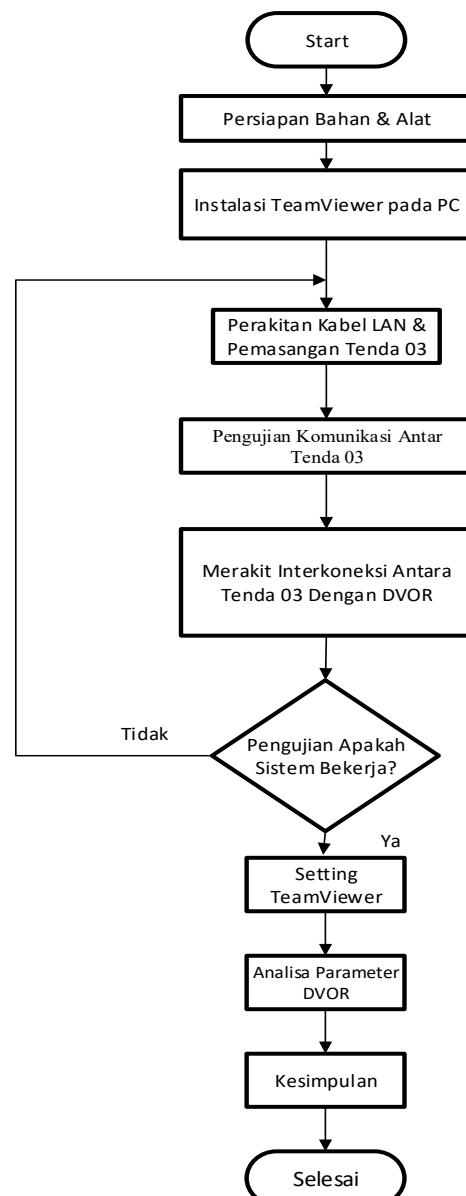 Start
Persiapan Bahan & Alat
Instalasi TeamViewer pada PC
Perakitan Kabel LAN &
Pemasangan Tenda 03
Pengujian Komunikasi Antar
Tenda 03
Merakit Interkoneksi Antara
Tenda 03 Dengan DVOR
Tidak
Pengujian Apakah
Sistem Bekerja?
Ya
Setting
TeamViewer
Analisa Parameter
DVOR
Kesimpulan
Selesai